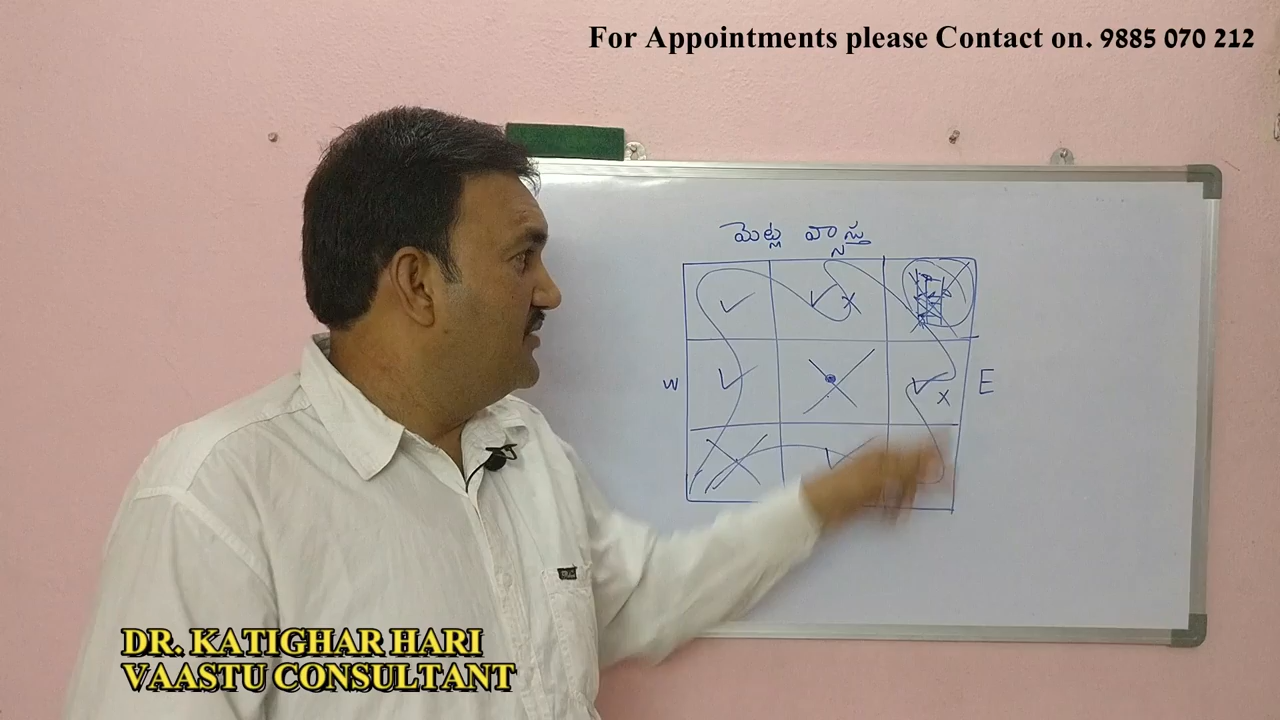 For Appointments please Contact on. 9885 070 212
మెట్ల వ్సాస్తు
W
E
DR. KATIGHAR HARI
VAASTU CONSULTANT